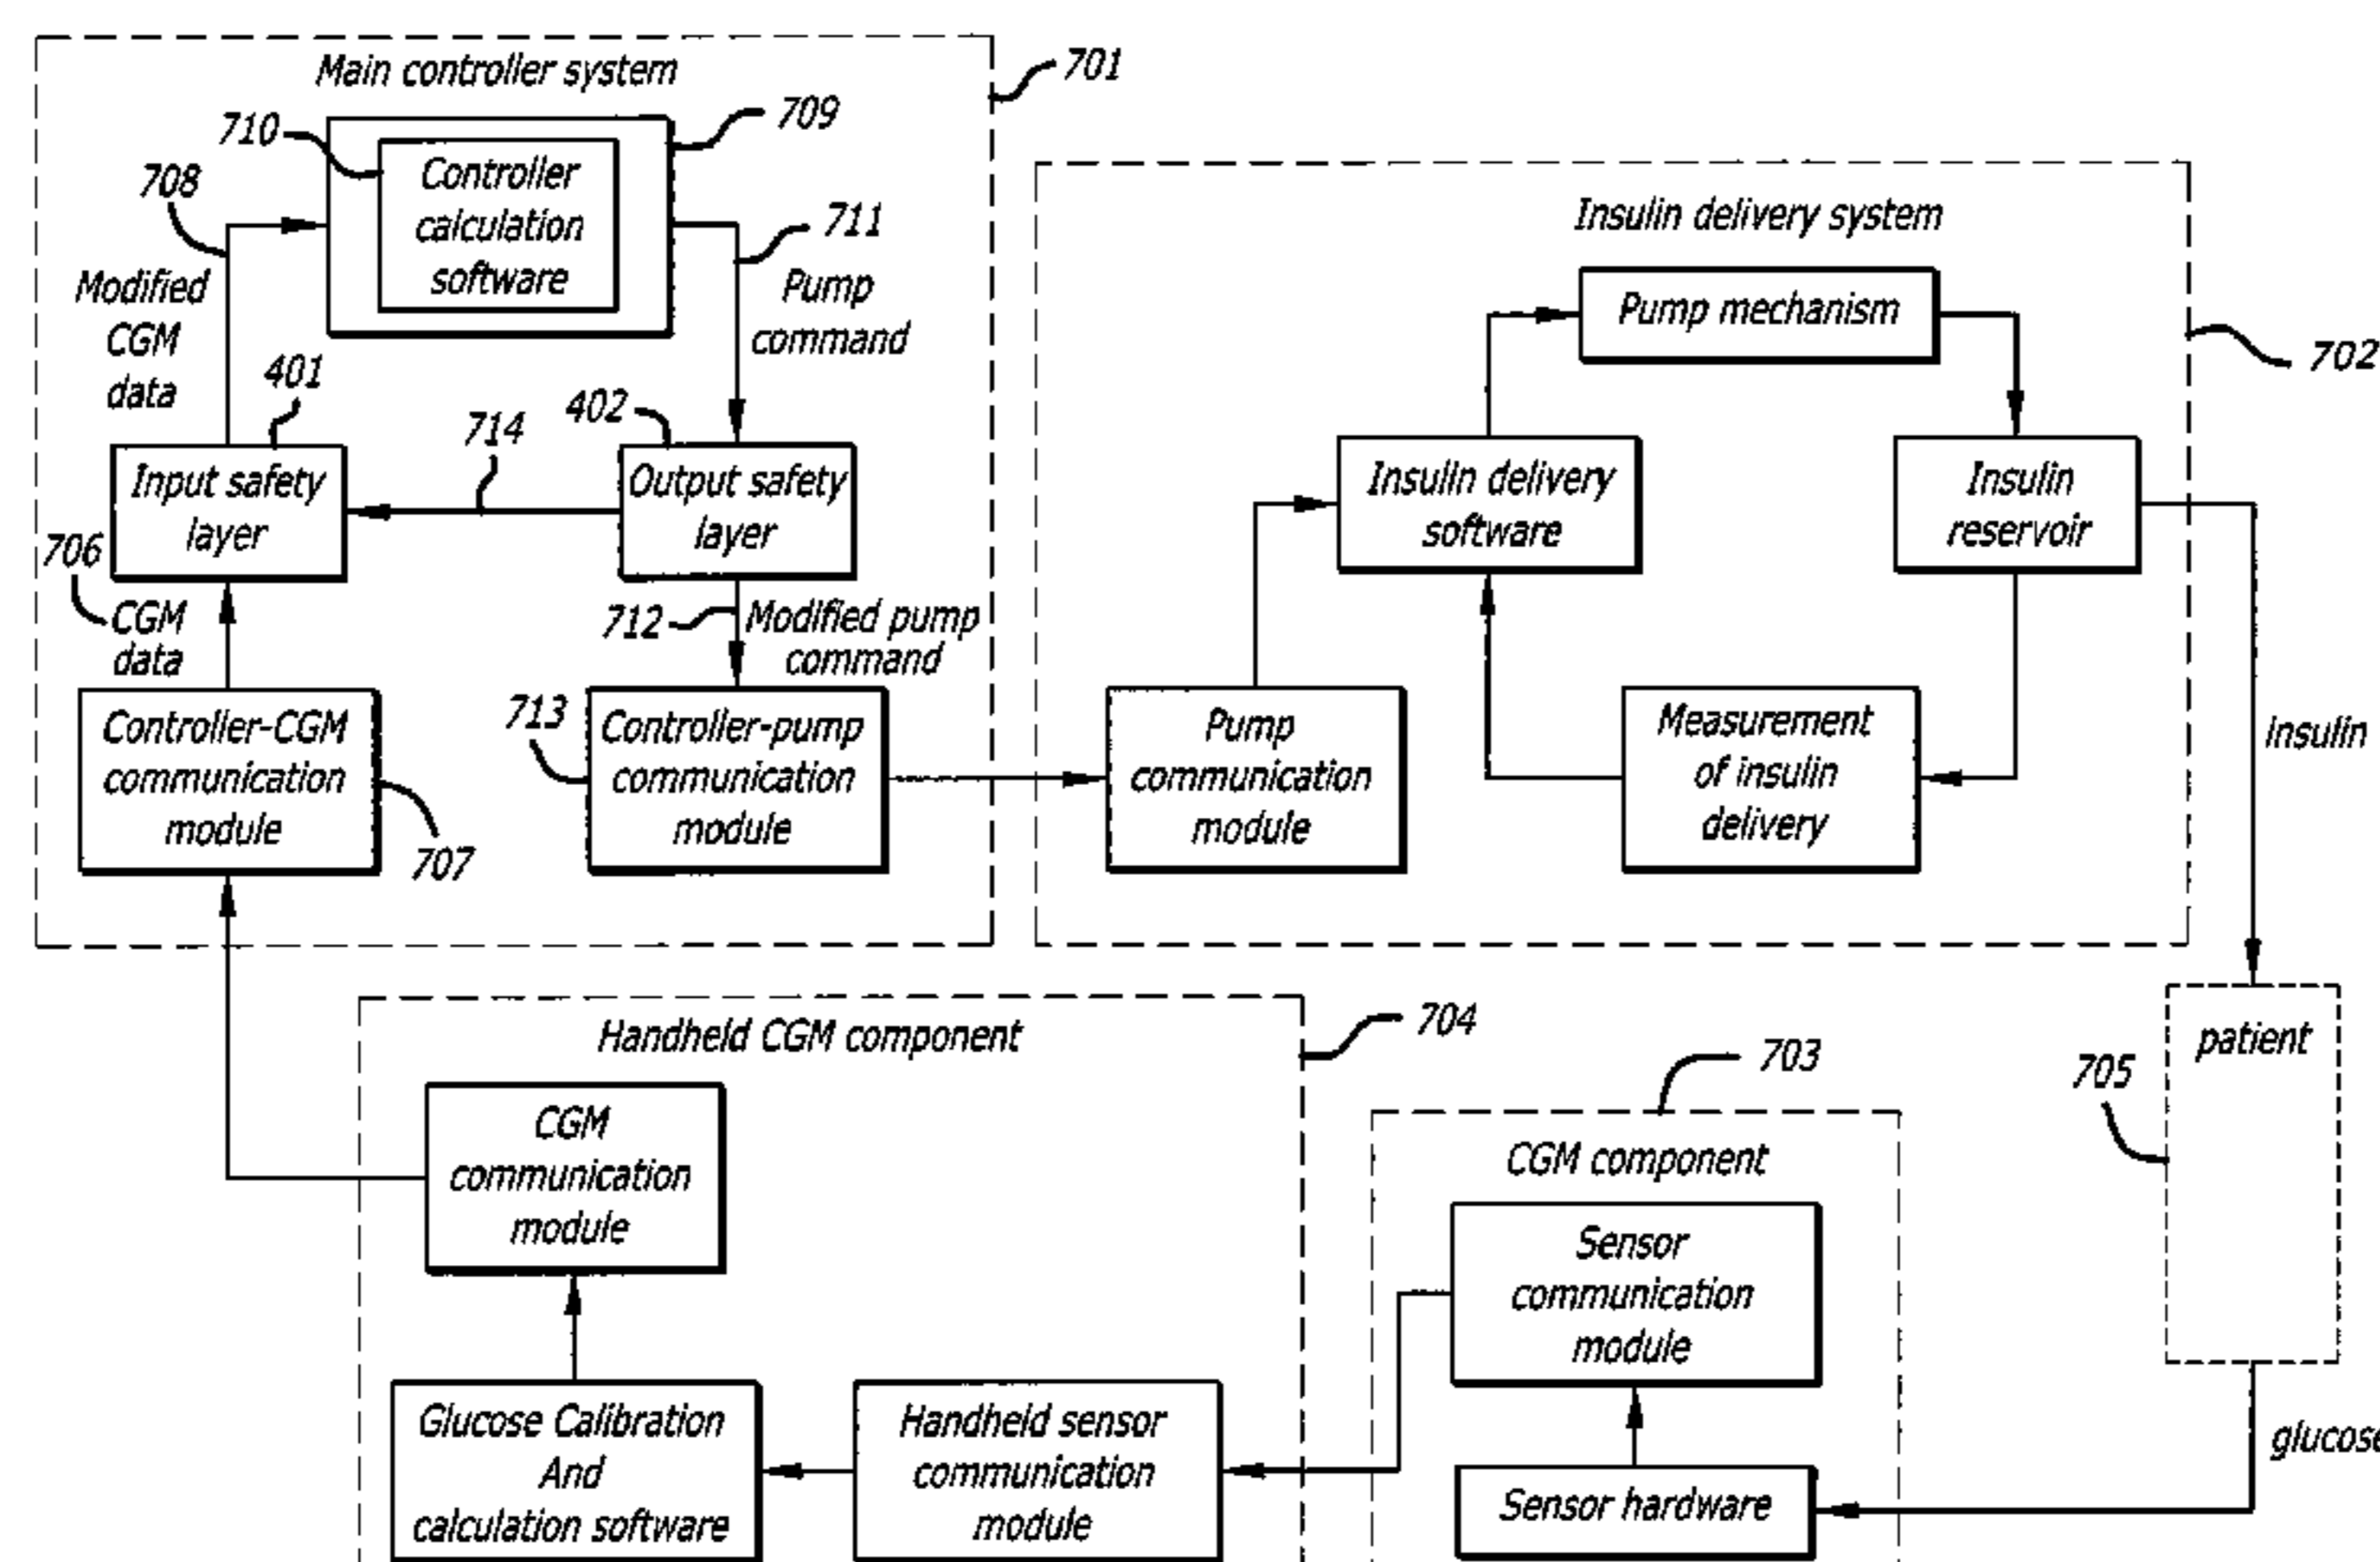 Main controller system
701
709
710
Controller
calculation
software
708
711
Modified
CGM
data
Pump
command
401
402
714
Input safety
layer
Output safety
layer
706
CGM
data
712
Modified pump
command
Controller-CGM
communication
module
707
713
Controller-pump
communication
module
Insulin delivery system
702
Pump mechanism
Insulin delivery
software
Insulin
reservoir
Pump
communication
module
Measurement
of insulin
delivery
Insulin
patient
705
glucose
Handheld CGM component
704
CGM
communication
module
Glucose Calibration
And
calculation software
Handheld sensor
communication
module
703
CGM component
Sensor
communication
module
Sensor hardware